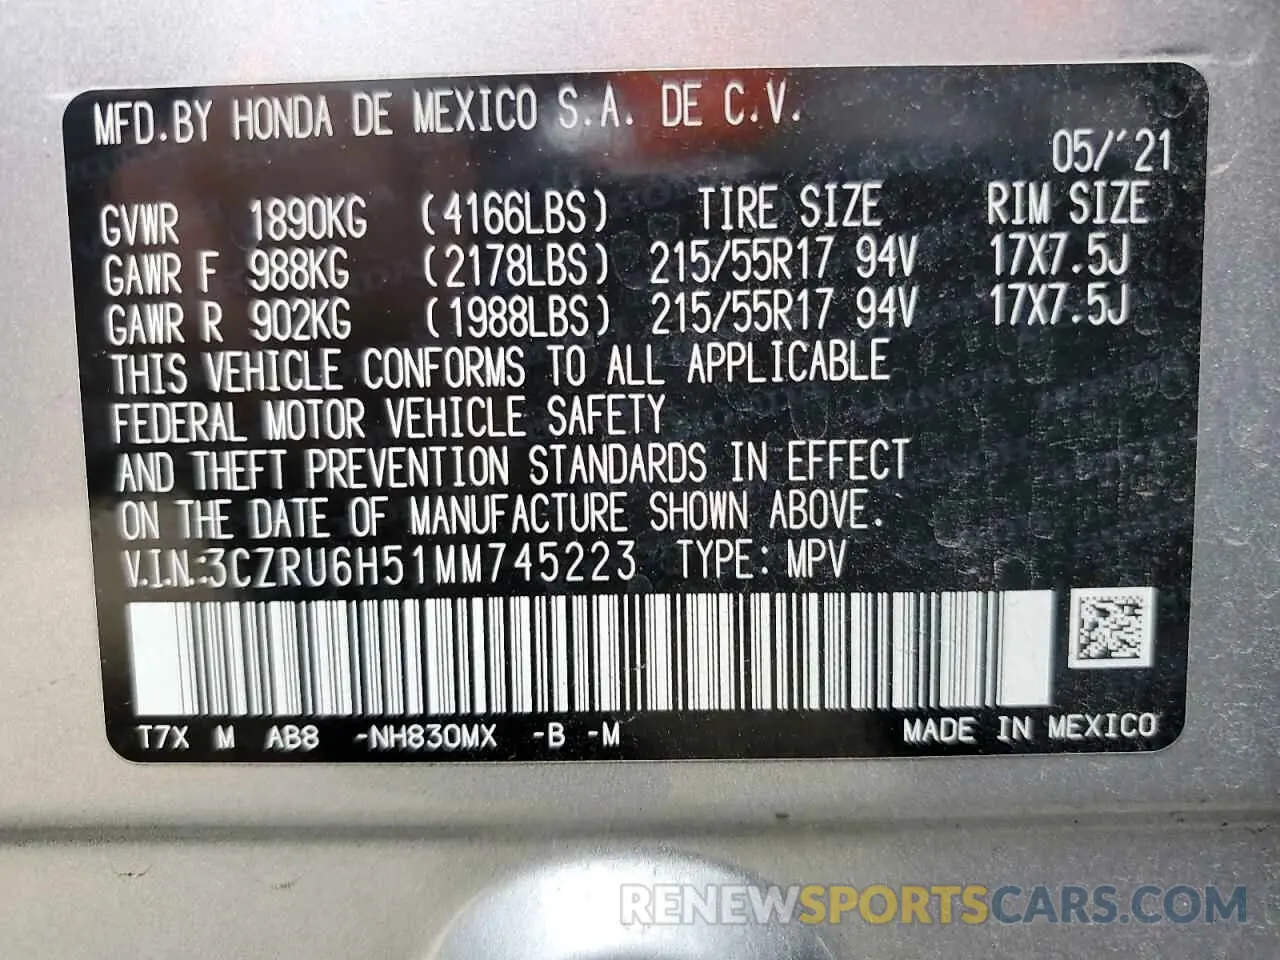 MFD.BY HONDA DE MEXICO S.A. DE C.V.
05/'21
GVWR 1890KG (4166LBS) TIRE SIZE RIM SIZE
GAWR F 988KG (2178LBS) 215/55R17 94V 17X7.5J
GAWR R 902KG (1988LBS) 215/55R17 94V 17X7.5J
THIS VEHICLE CONFORMS TO ALL APPLICABLE
FEDERAL MOTOR VEHICLE SAFETY
AND THEFT PREVENTION STANDARDS IN EFFECT
ON THE DATE OF MANUFACTURE SHOWN ABOVE.
V.I.N.:3CZRU6H51MM745223 TYPE: MPV
T7X M AB8 -NH830MX -B -M MADE IN MEXICO
RENEWSPORTSCARS.COM